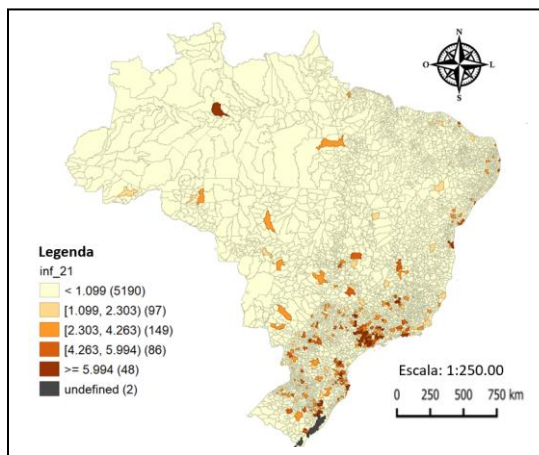 N
O L
S
Legenda
inf_21
< 1.099 (5190)
[1.099, 2.303) (97)
[2.303, 4.263) (149)
[4.263, 5.994) (86)
>= 5.994 (48)
undefined (2)
Escala: 1:250.00
0 250 500 750 km